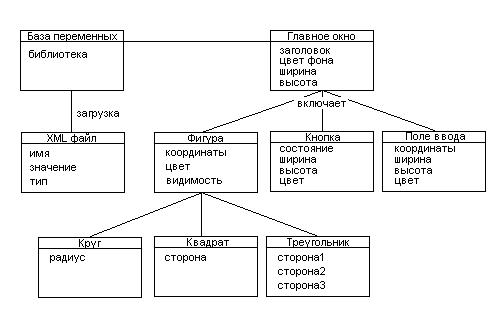 База переменных
библиотека
Главное окно
заголовок
цвет фона
ширина
высота
загрузка
включает
XML файл
имя
значение
тип
Фигура
координаты
цвет
видимость
Кнопка
состояние
ширина
высота
цвет
Поле ввода
координаты
ширина
высота
цвет
Круг
радиус
Квадрат
сторона
Треугольник
сторона1
сторона2
сторона3